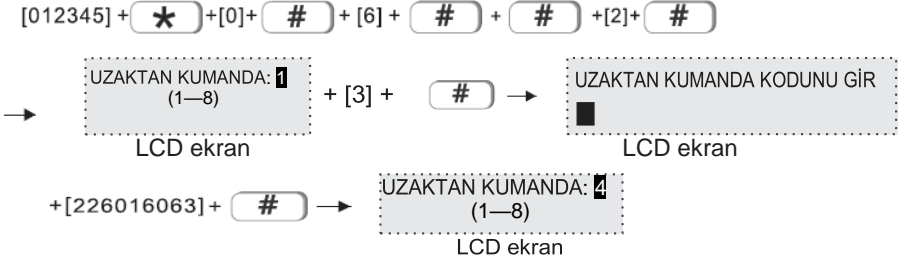 [012345] + * +[0]+ # + [6] + # + # +[2]+ #
→ UZAKTAN KUMANDA: 1
(1—8)
LCD ekran
+ [3] + # →
UZAKTAN KUMANDA KODUNU GİR
LCD ekran
+[226016063]+ # →
UZAKTAN KUMANDA: 4
(1—8)
LCD ekran